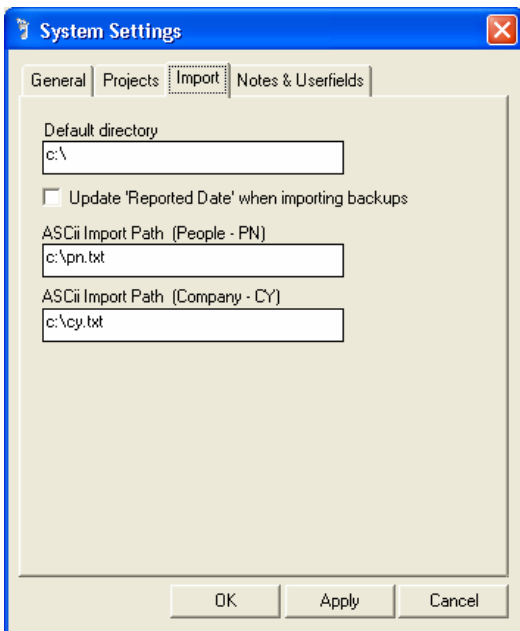 System Settings
General Projects Import Notes & Userfields
Default directory
c:\
Update 'Reported Date' when importing backups
ASCii Import Path (People - PN)
c:\pn.txt
ASCii Import Path (Company - CY)
c:\cy.txt
OK Apply Cancel